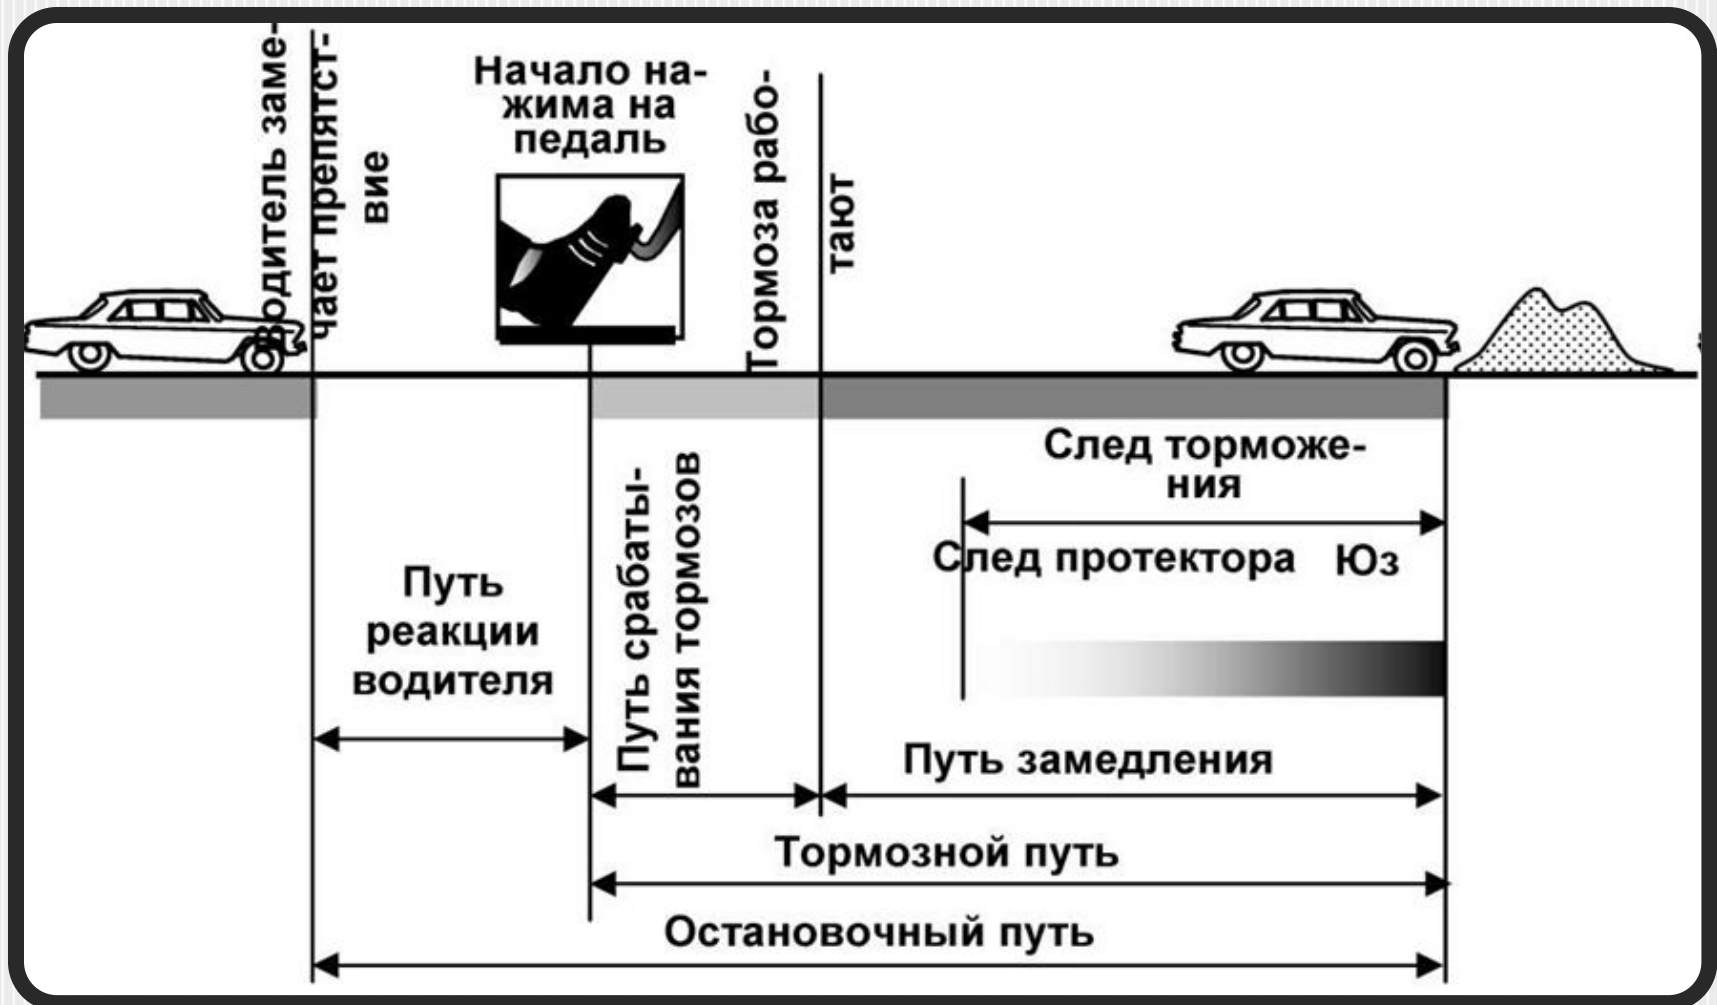 Водитель заме-
чает препятст-
вие
Начало на-
жима на
педаль
Тормоза рабо-
тают
След торможе-
ния
След протектора Юз
Путь
реакции
водителя
Путь срабаты-
вания тормозов
Путь замедления
Тормозной путь
Остановочный путь